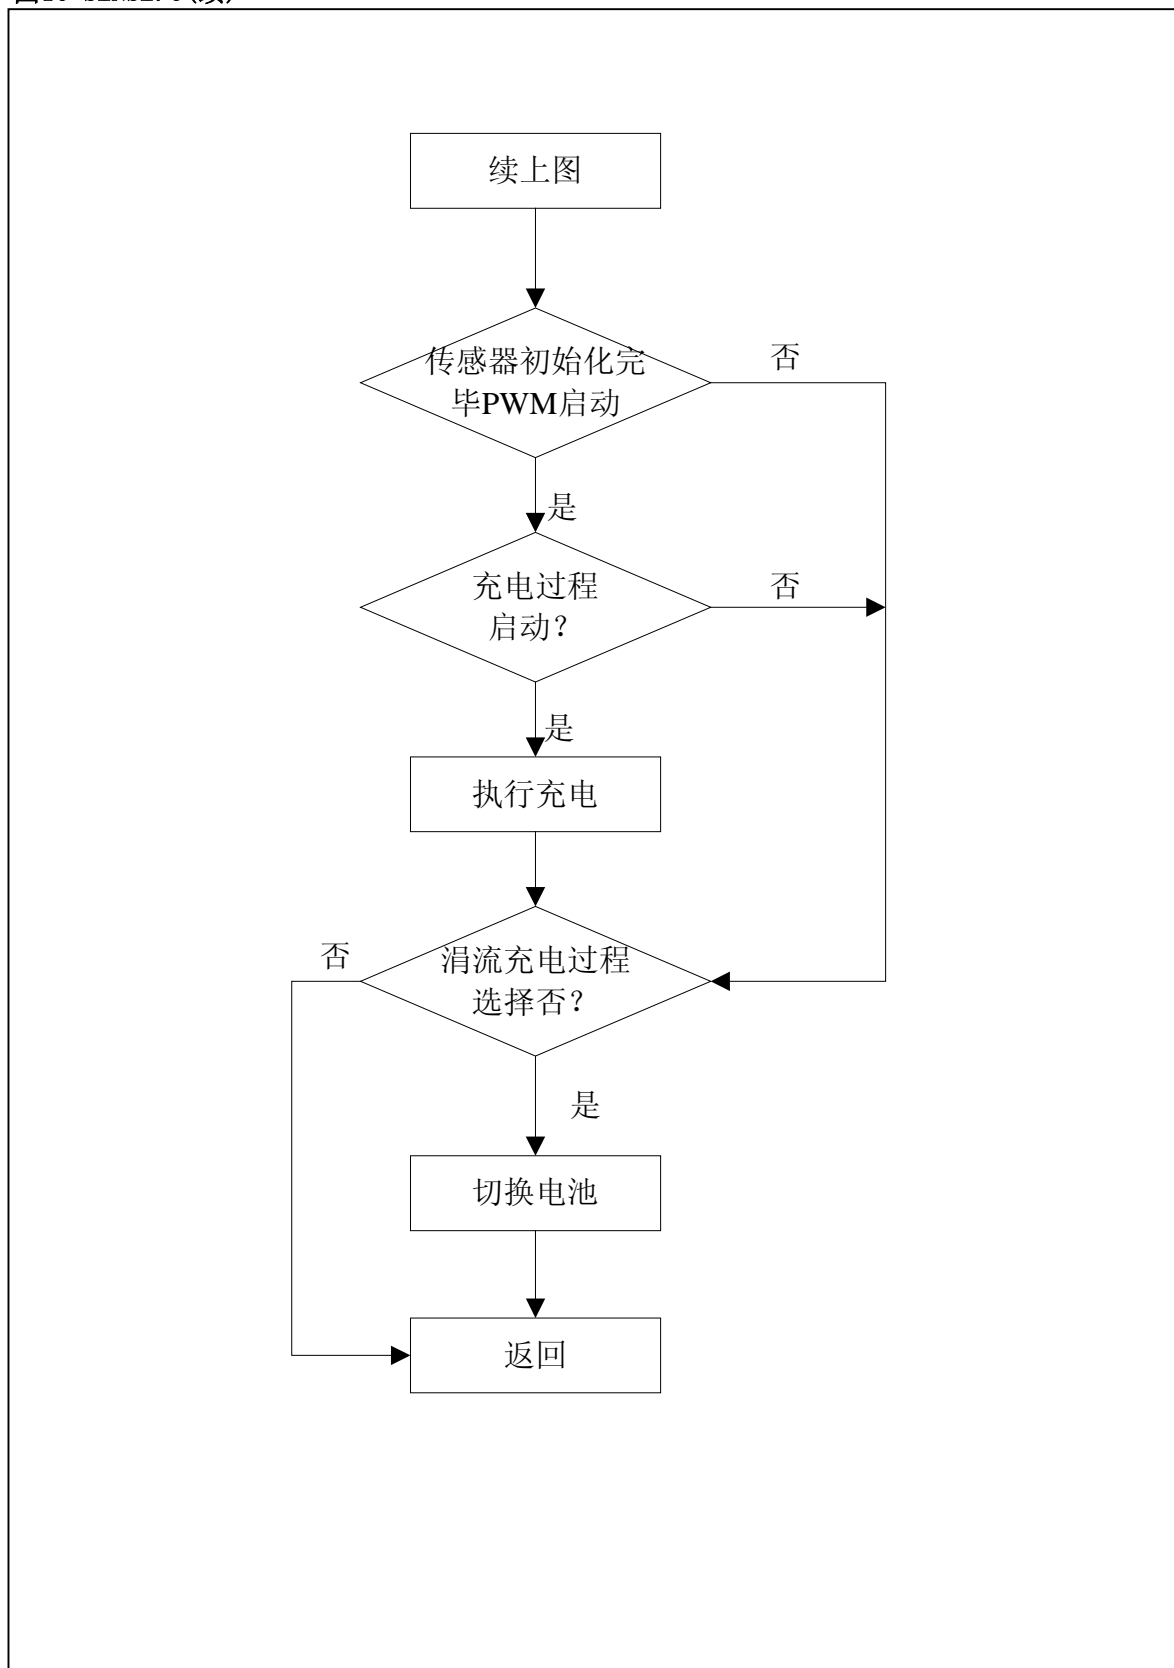 续上图
传感器初始化完
毕PWM启动
否
是
充电过程
启动?
否
是
执行充电
否
涓流充电过程
选择否?
是
切换电池
返回